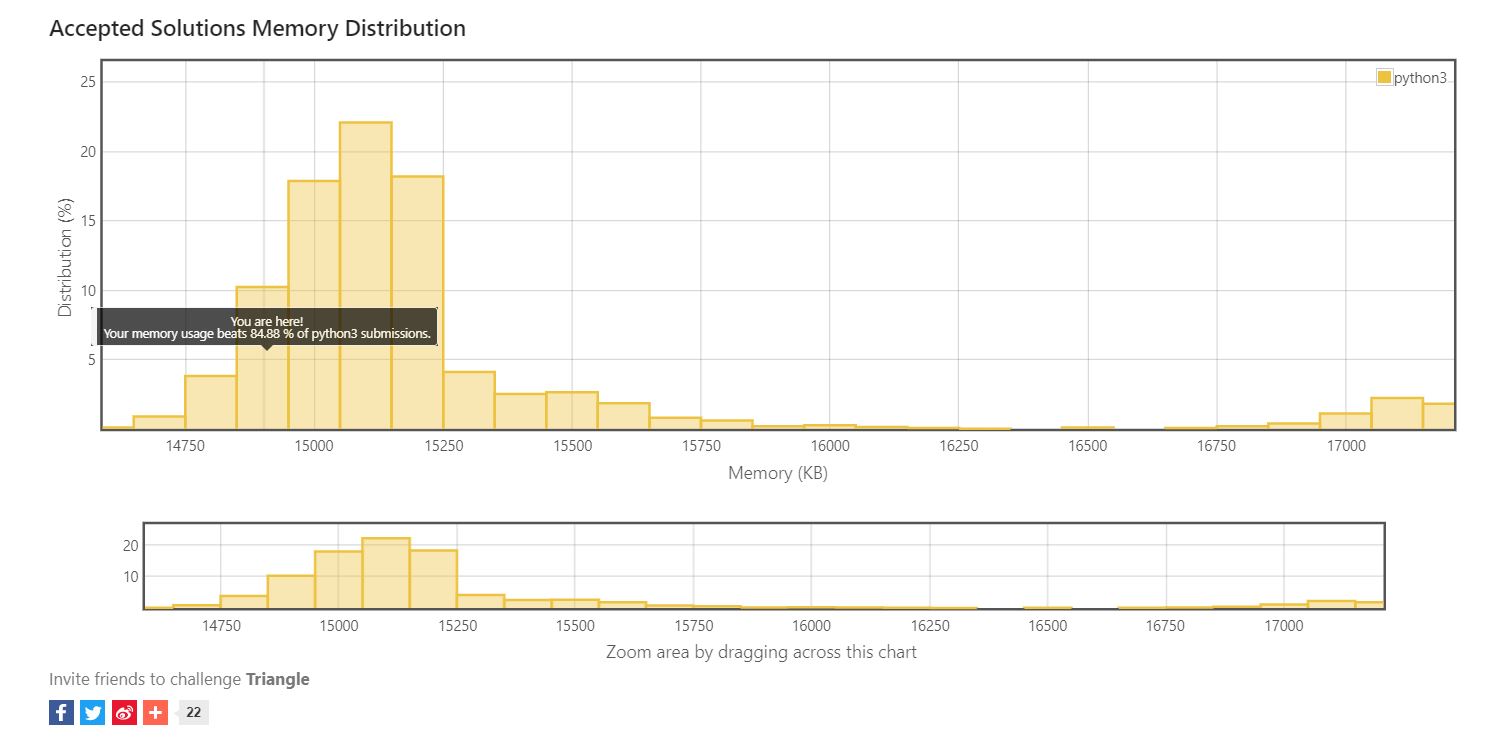 Accepted Solutions Memory Distribution
25
python3
20
15
Distribution (%)
10
You are here!
Your memory usage beats 84.88 % of python3 submissions.
5
14750 15000 15250 15500 15750 16000 16250 16500 16750 17000
Memory (KB)
20
10
14750 15000 15250 15500 15750 16000 16250 16500 16750 17000
Zoom area by dragging across this chart
Invite friends to challenge Triangle
22